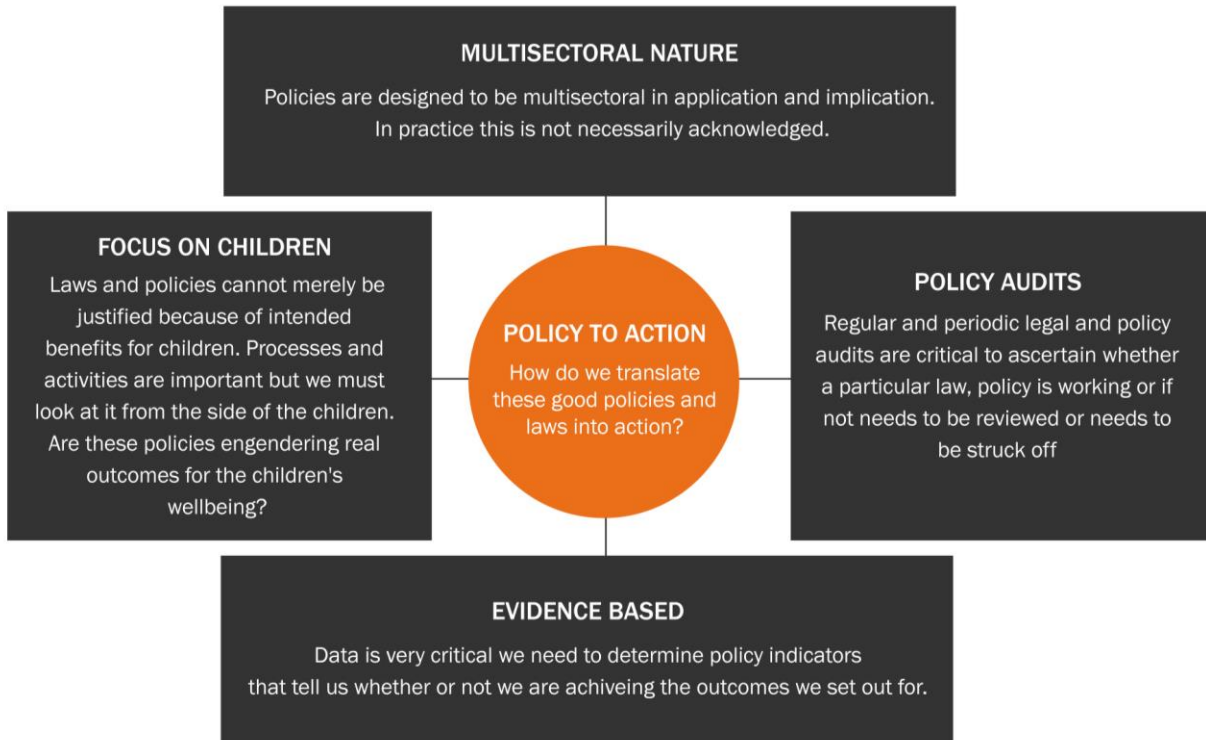 MULTISECTORAL NATURE
Policies are designed to be multisectoral in application and implication.
In practice this is not necessarily acknowledged.
FOCUS ON CHILDREN
Laws and policies cannot merely be
justified because of intended
benefits for children. Processes and
activities are important but we must
look at it from the side of the children.
Are these policies engendering real
outcomes for the children's
wellbeing?
POLICY TO ACTION
How do we translate
these good policies and
laws into action?
POLICY AUDITS
Regular and periodic legal and policy
audits are critical to ascertain whether
a particular law, policy is working or if
not needs to be reviewed or needs to
be struck off
EVIDENCE BASED
Data is very critical we need to determine policy indicators
that tell us whether or not we are achiveing the outcomes we set out for.